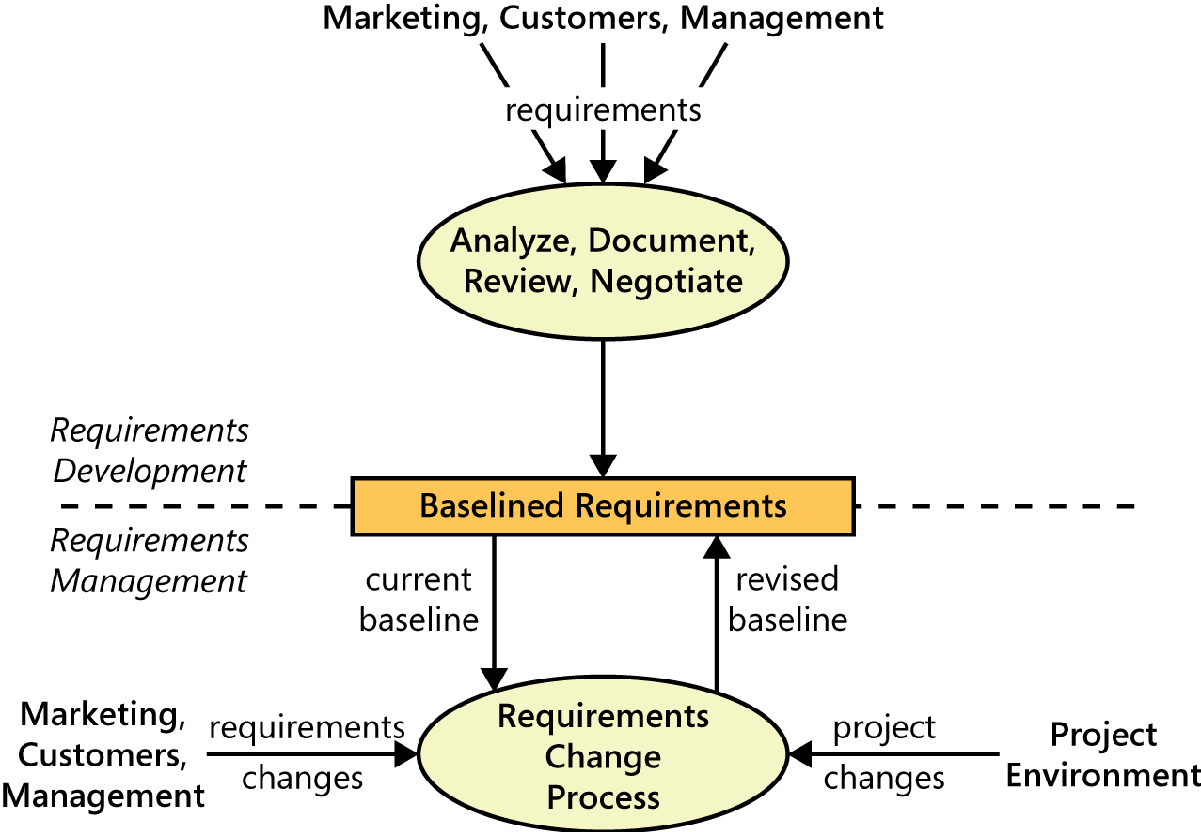 Marketing, Customers, Management
requirements
Analyze, Document,
Review, Negotiate
Requirements
Development
Baselined Requirements
Requirements
Management
current
baseline
revised
baseline
Marketing,
Customers,
Management
requirements
changes
Requirements
Change
Process
project
changes
Project
Environment